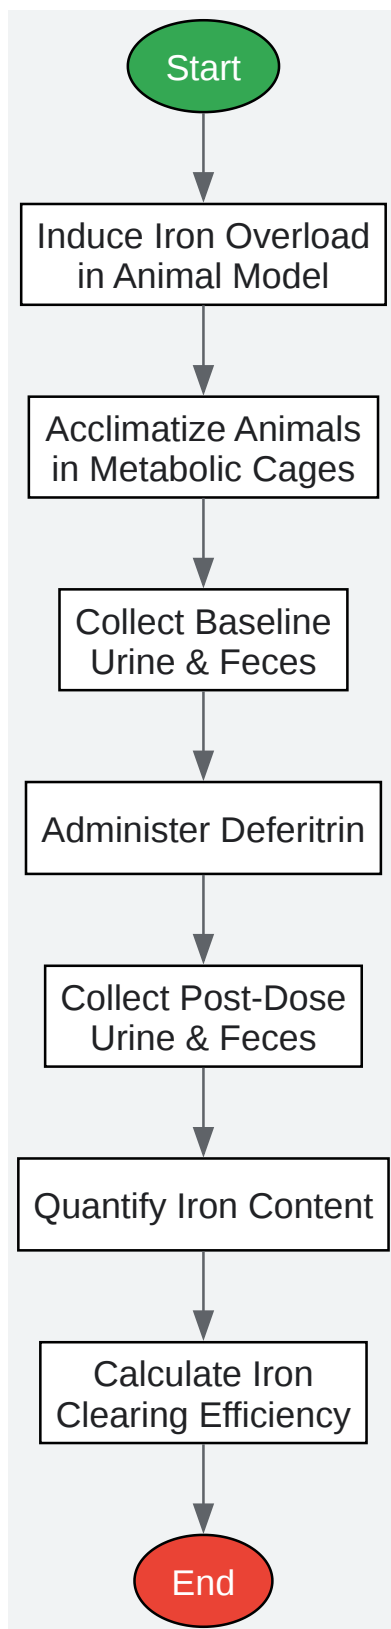 Start
Induce Iron Overload
in Animal Model
Acclimatize Animals
in Metabolic Cages
Collect Baseline
Urine & Feces
Administer Deferitrin
Collect Post-Dose
Urine & Feces
Quantify Iron Content
Calculate Iron
Clearing Efficiency
End